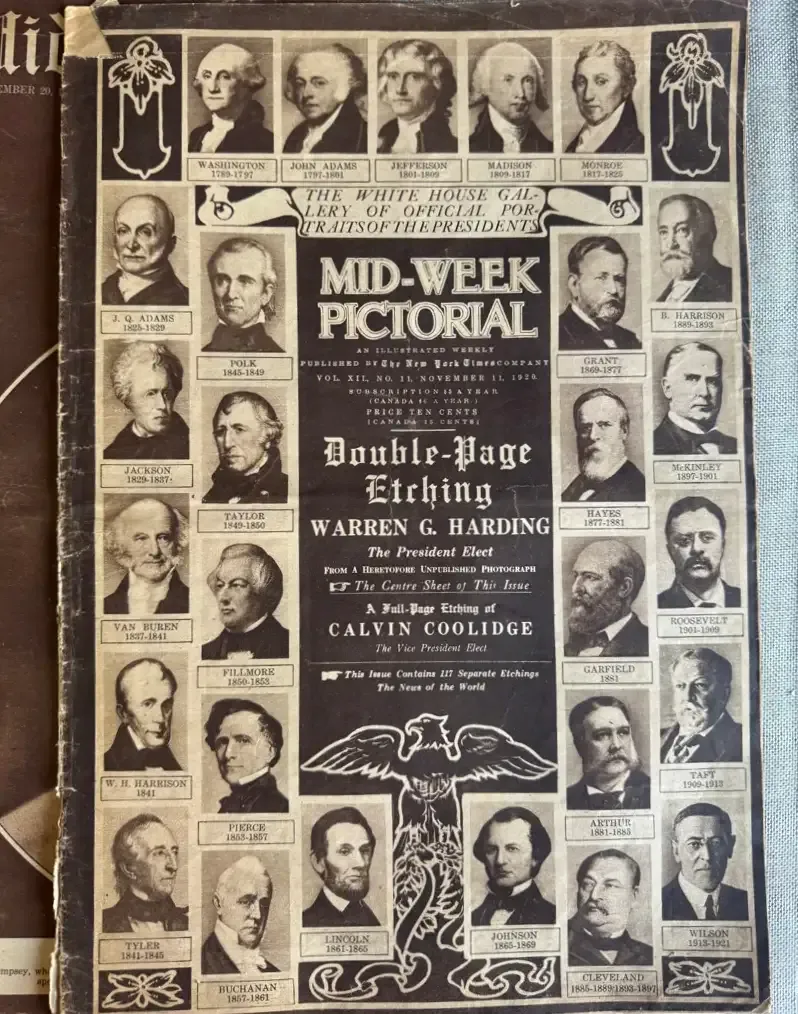 Mid
EMBER 20,
WASHINGTON
1789-1797
JOHN ADAMS
1797-1801
JEFFERSON
1801-1809
MADISON
1809-1817
MONROE
1817-1825
THE WHITE HOUSE GAL-
LERY OF OFFICIAL POR-
TRAITS OF THE PRESIDENTS
J. Q. ADAMS
1825-1829
POLK
1845-1849
JACKSON
1829-1837
TAYLOR
1849-1850
VAN BUREN
1837-1841
FILLMORE
1850-1853
W. H. HARRISON
1841
PIERCE
1853-1857
TYLER
1841-1845
BUCHANAN
1857-1861
MID-WEEK
PICTORIAL
AN ILLUSTRATED WEEKLY
PUBLISHED BY The New York Times COMPANY
VOL. XII, NO. 11, NOVEMBER 11, 1920.
SUBSCRIPTION $5 A YEAR
(CANADA $6 A YEAR.)
PRICE TEN CENTS
(CANADA 15 CENTS)
Double-Page
Etching
WARREN G. HARDING
The President Elect
FROM A HERETOFORE UNPUBLISHED PHOTOGRAPH
The Centre Sheet of This Issue
A Full-Page Etching of
CALVIN COOLIDGE
The Vice President Elect
This Issue Contains 117 Separate Etchings
The News of the World
LINCOLN
1861-1865
JOHNSON
1865-1869
GRANT
1869-1877
B. HARRISON
1889-1893
HAYES
1877-1881
McKINLEY
1897-1901
GARFIELD
1881
ROOSEVELT
1901-1909
ARTHUR
1881-1885
TAFT
1909-1913
CLEVELAND
1885-1889/1893-1897
WILSON
1913-1921
mpsey, wh